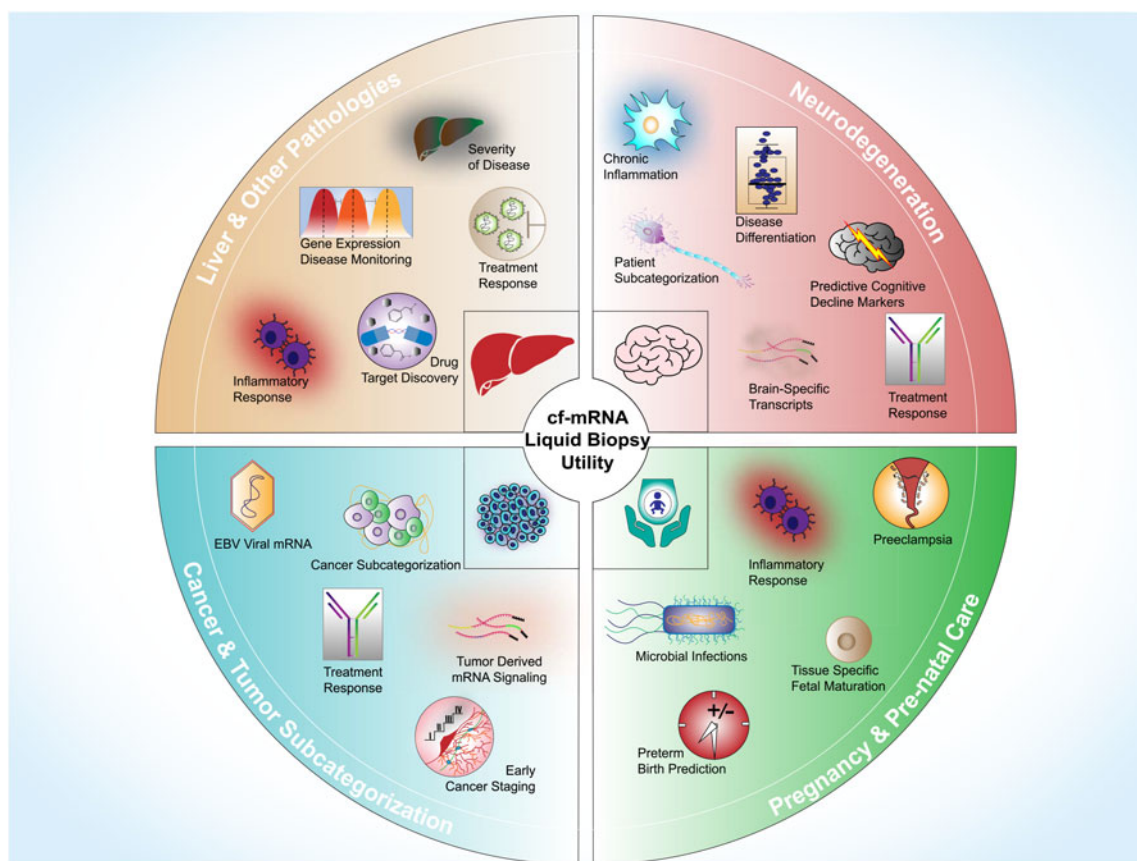 Liver & Other Pathologies
Severity
of Disease
Gene Expression
Disease Monitoring
Treatment
Response
Inflammatory
Response
Drug
Target Discovery
Neurodegeneration
Chronic
Inflammation
Disease
Differentiation
Patient
Subcategorization
Predictive Cognitive
Decline Markers
Brain-Specific
Transcripts
Treatment
Response
cf-mRNA
Liquid Biopsy
Utility
Cancer & Tumor Subcategorization
EBV Viral mRNA
Cancer Subcategorization
Treatment
Response
Tumor Derived
mRNA Signaling
Early
Cancer Staging
Pregnancy & Pre-natal Care
Inflammatory
Response
Preeclampsia
Microbial Infections
Tissue Specific
Fetal Maturation
+/-
Preterm
Birth Prediction